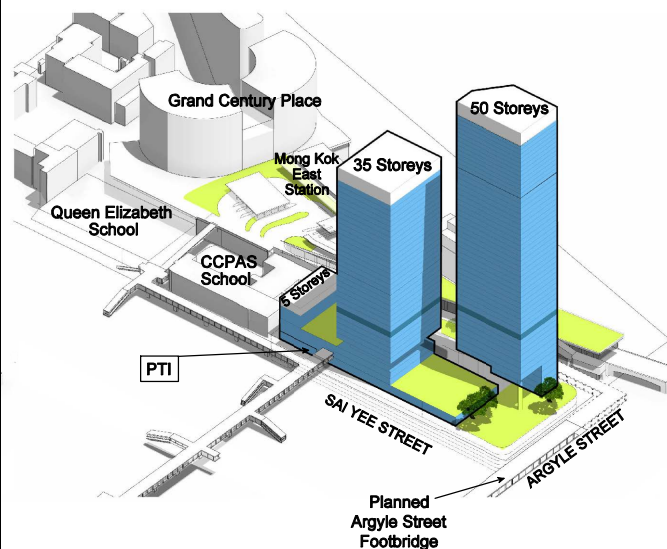 50 Storeys
Grand Century Place
35 Storeys
Mong Kok
East
Station
Queen Elizabeth
School
CCPAS
School
5 Storeys
PTI
SAI YEE STREET
ARGYLE STREET
Planned
Argyle Street
Footbridge